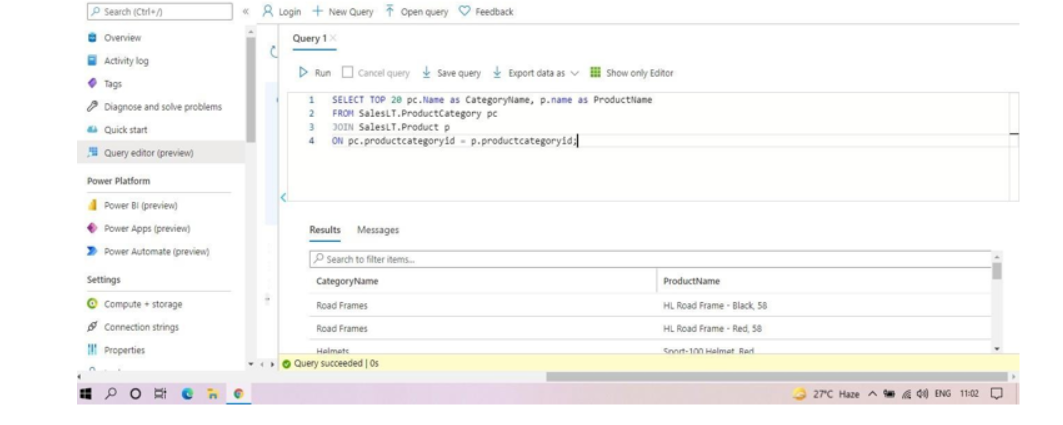 Search (Ctrl+/)
«
Login
New Query
Open query
Feedback
Overview
Activity log
Tags
Diagnose and solve problems
Quick start
Query editor (preview)
Power Platform
Power BI (preview)
Power Apps (preview)
Power Automate (preview)
Settings
Compute + storage
Connection strings
Properties
Query 1 ×
Run
Cancel query
Save query
Export data as
Show only Editor
1 SELECT TOP 20 pc.Name as CategoryName, p.name as ProductName
2 FROM SalesLT.ProductCategory pc
3 JOIN SalesLT.Product p
4 ON pc.productcategoryid = p.productcategoryid;
Results Messages
Search to filter items...
CategoryName ProductName
Road Frames HL Road Frame - Black, 58
Road Frames HL Road Frame - Red, 58
Helmets Sport-100 Helmet, Red
Query succeeded | 0s
27°C Haze ENG 11:02